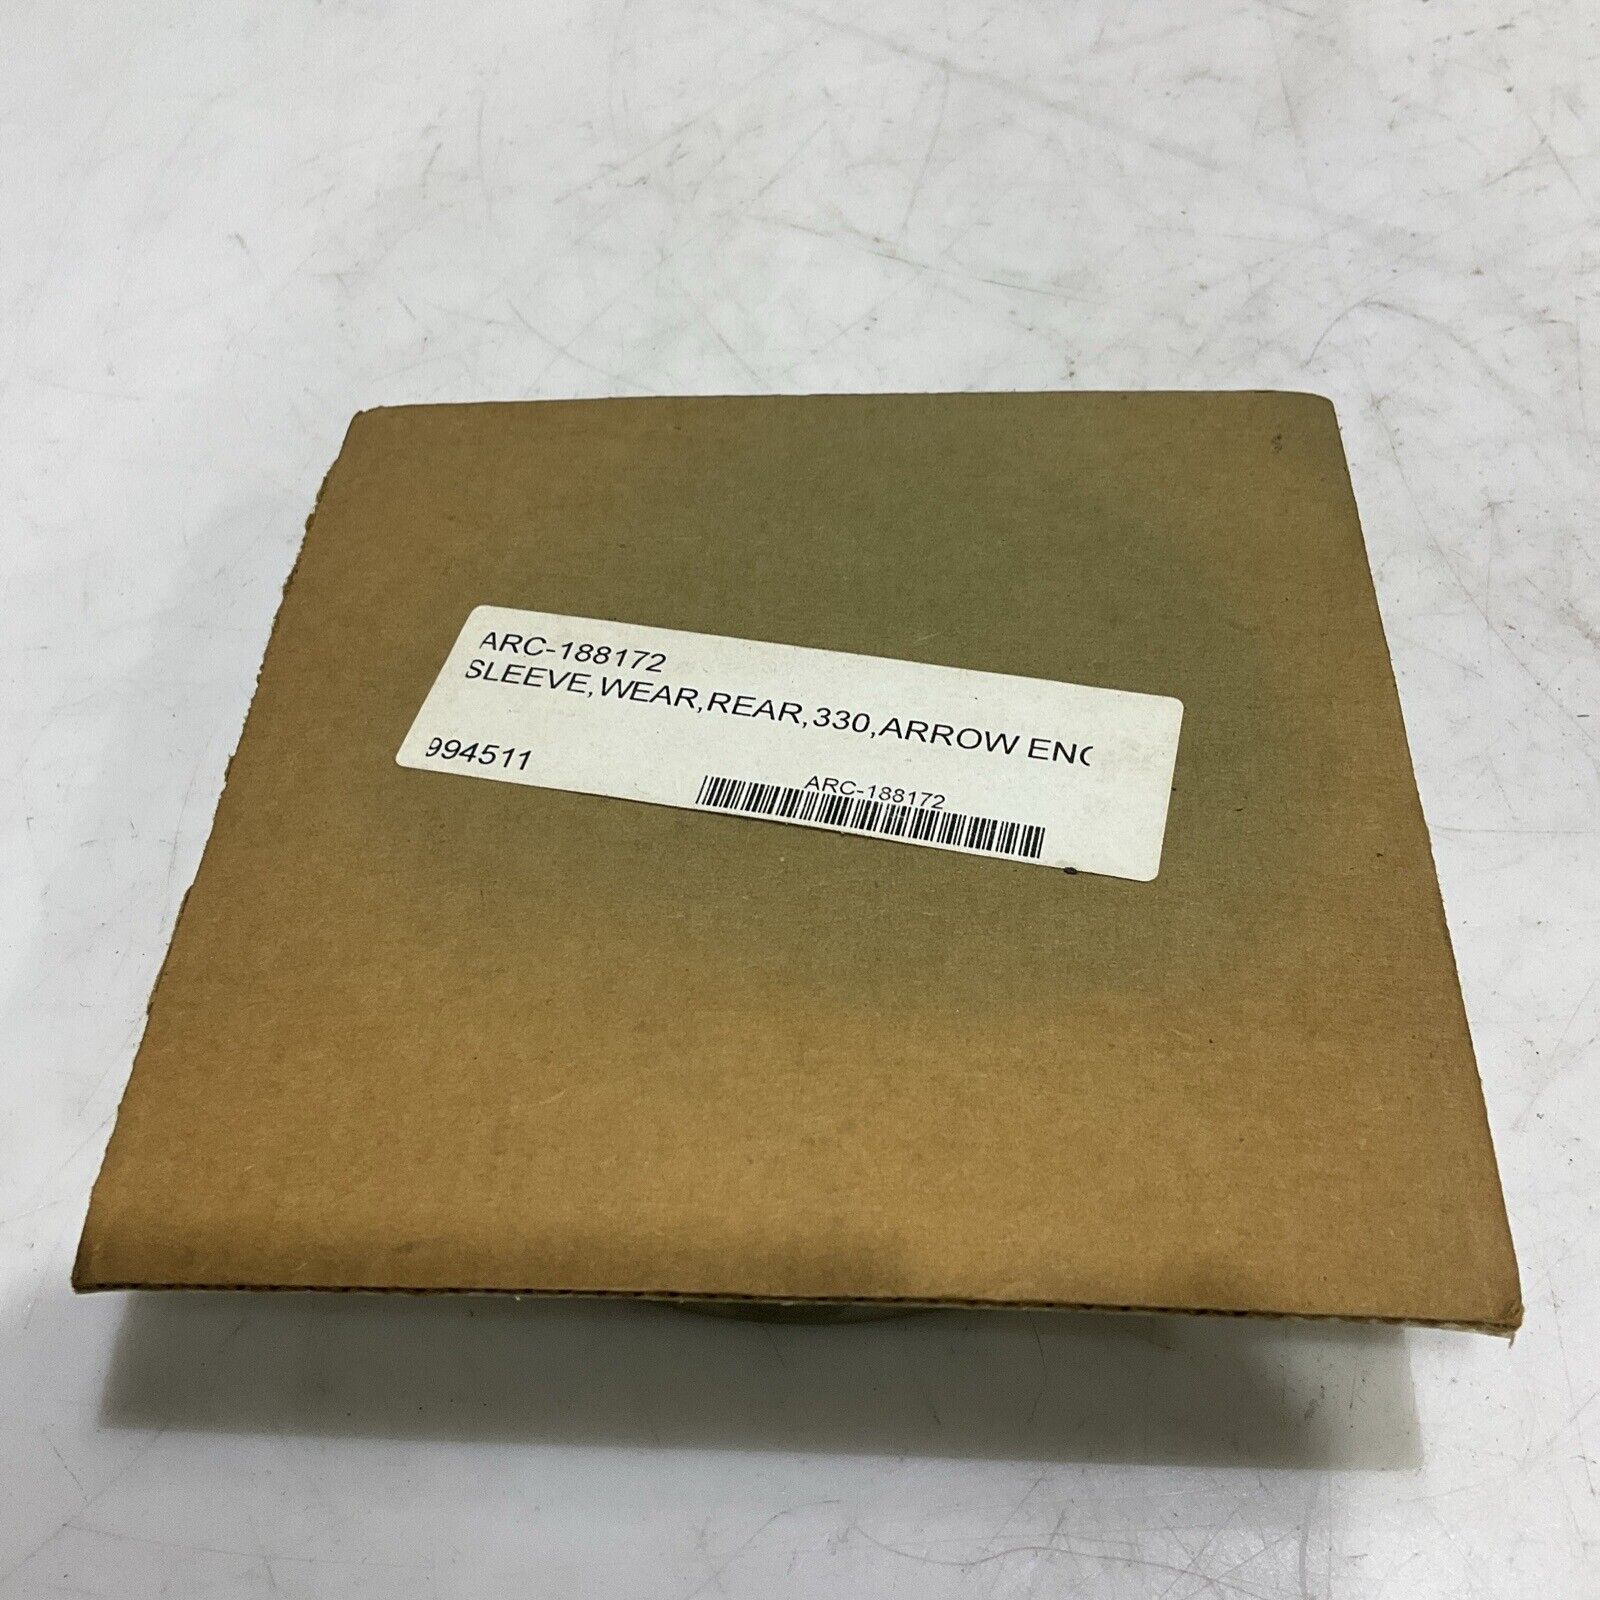 ARC-188172
SLEEVE,WEAR,REAR,330,ARROW ENG
994511
ARC-188172